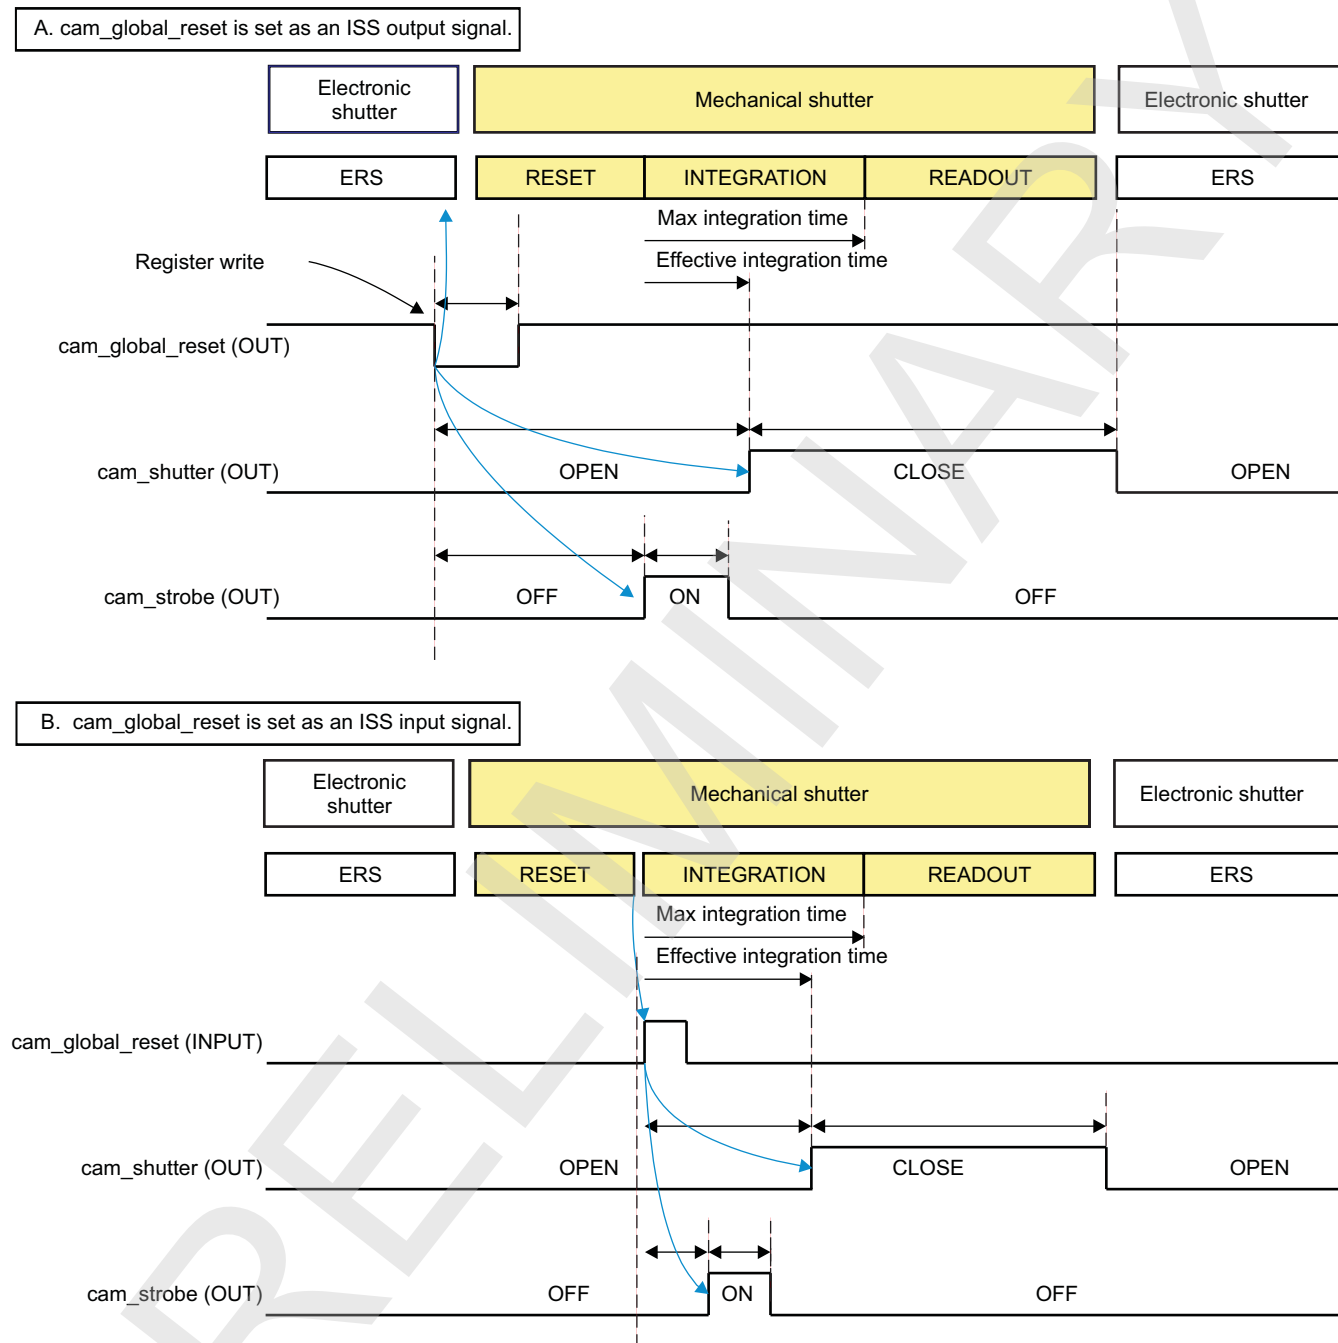 A. cam_global_reset is set as an ISS output signal.
Electronic
shutter
Mechanical shutter
Electronic shutter
ERS
RESET
INTEGRATION
READOUT
ERS
Max integration time
Effective integration time
Register write
cam_global_reset (OUT)
cam_shutter (OUT)
OPEN
CLOSE
OPEN
cam_strobe (OUT)
OFF
ON
OFF
B. cam_global_reset is set as an ISS input signal.
Electronic
shutter
Mechanical shutter
Electronic shutter
ERS
RESET
INTEGRATION
READOUT
ERS
Max integration time
Effective integration time
cam_global_reset (INPUT)
cam_shutter (OUT)
OPEN
CLOSE
OPEN
cam_strobe (OUT)
OFF
ON
OFF
RELIMINARY